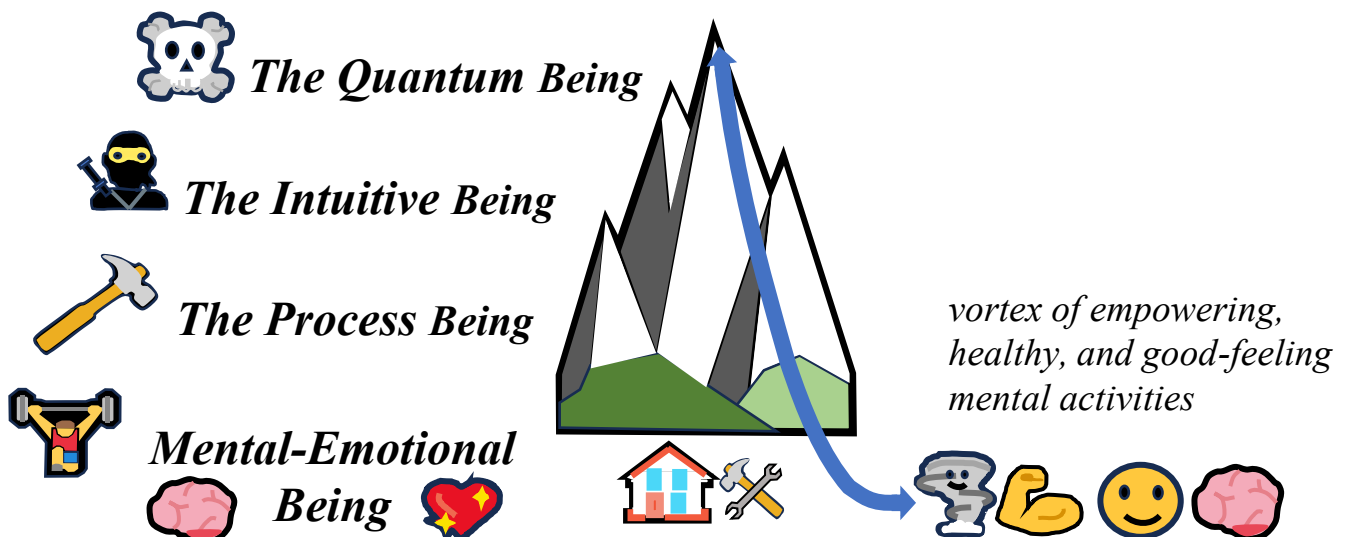 The Quantum Being
The Intuitive Being
The Process Being
Mental-Emotional
Being
vortex of empowering,
healthy, and good-feeling
mental activities